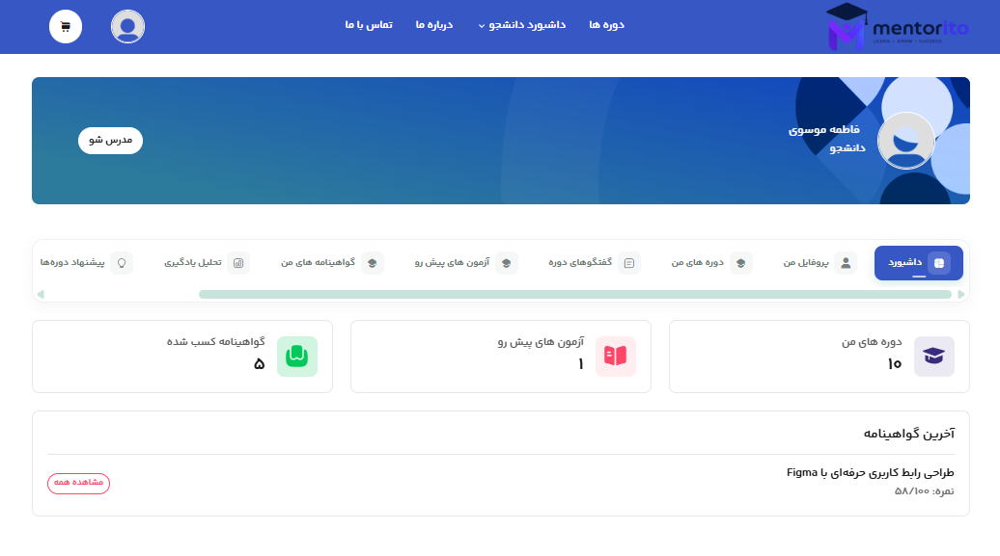 mentorito
LEARN • GROW • SUCCEED
دوره ها
داشبورد دانشجو
درباره ما
تماس با ما
فاطمه موسوی
دانشجو
مدرس شو
داشبورد
پروفایل من
دوره های من
گفتگوهای دوره
آزمون های پیش رو
گواهینامه های من
تحلیل یادگیری
پیشنهاد دوره‌ها
دوره های من
۱۰
آزمون های پیش رو
۱
گواهینامه کسب شده
۵
آخرین گواهینامه
طراحی رابط کاربری حرفه‌ای با Figma
نمره: ۵۸/۱۰۰
مشاهده همه